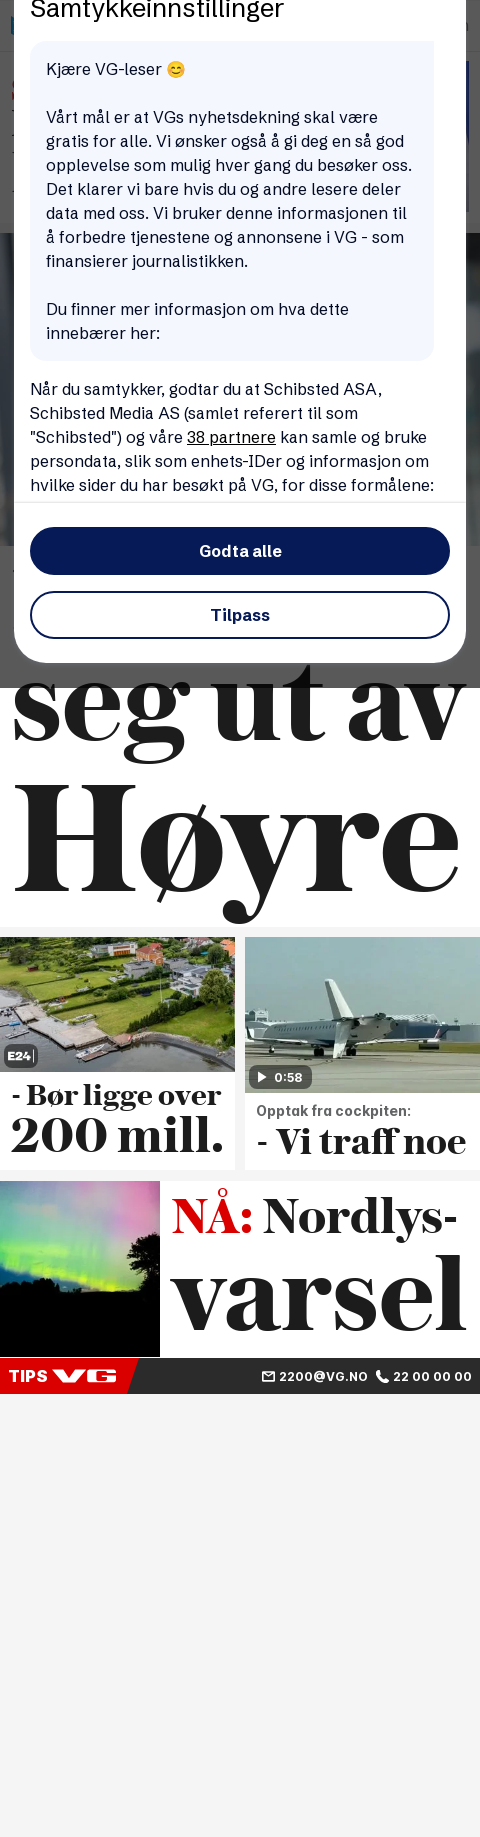 Samtykkeinnstillinger
Kjære VG-leser 😊
Vårt mål er at VGs nyhetsdekning skal være
gratis for alle. Vi ønsker også å gi deg en så god
opplevelse som mulig hver gang du besøker oss.
Det klarer vi bare hvis du og andre lesere deler
data med oss. Vi bruker denne informasjonen til
å forbedre tjenestene og annonsene i VG - som
finansierer journalistikken.
Du finner mer informasjon om hva dette
innebærer her:
Når du samtykker, godtar du at Schibsted ASA,
Schibsted Media AS (samlet referert til som
"Schibsted") og våre 38 partnere kan samle og bruke
persondata, slik som enhets-IDer og informasjon om
hvilke sider du har besøkt på VG, for disse formålene:
Godta alle
Tilpass
seg ut av
Høyre
E24
- Bør ligge over
200 mill.
0:58
Opptak fra cockpiten:
- Vi traff noe
NÅ: Nordlys-
varsel
TIPS VG
2200@VG.NO 22 00 00 00